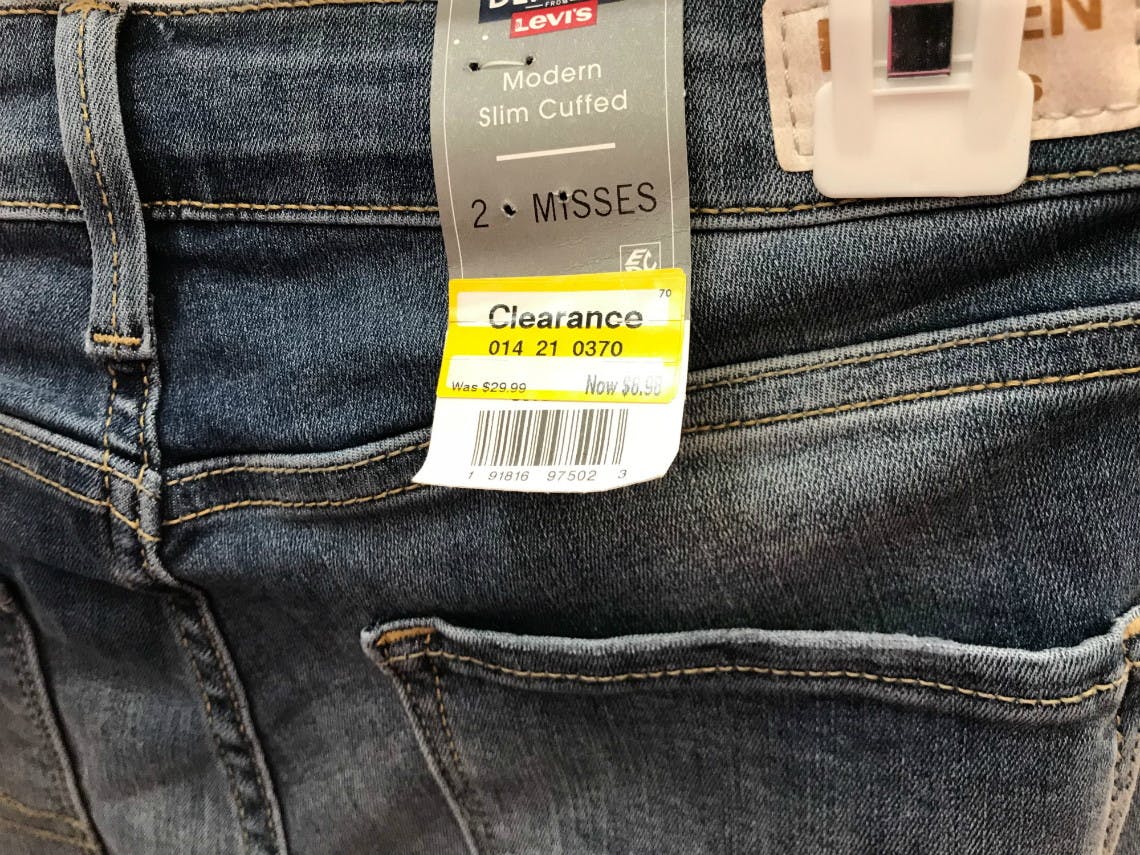 FROM
Levi's
Modern
Slim Cuffed
2 MISSES
70
Clearance
014 21 0370
Was $29.99 Now $8.98
1 91816 97502 3